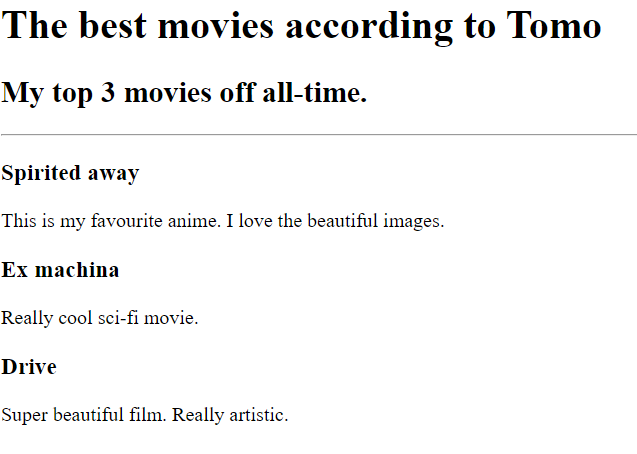 The best movies according to Tomo
My top 3 movies off all-time.
Spirited away
This is my favourite anime. I love the beautiful images.
Ex machina
Really cool sci-fi movie.
Drive
Super beautiful film. Really artistic.